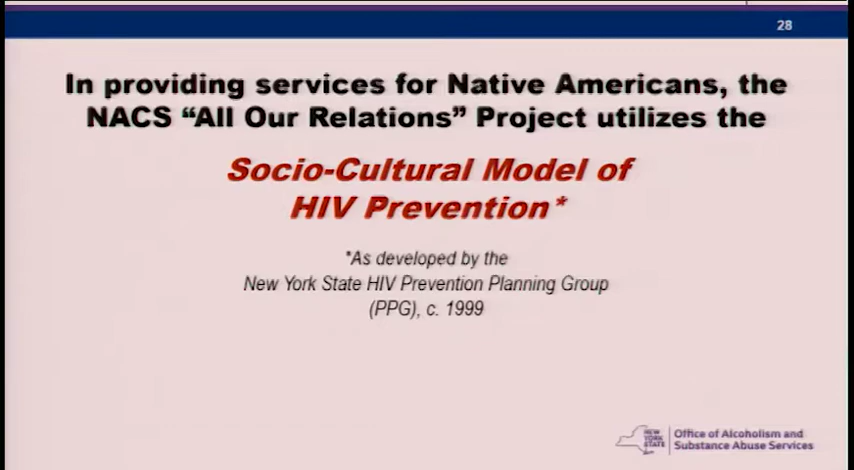 28
In providing services for Native Americans, the
NACS “All Our Relations” Project utilizes the
Socio-Cultural Model of
HIV Prevention*
*As developed by the
New York State HIV Prevention Planning Group
(PPG), c. 1999
NEW
YORK
STATE
Office of Alcoholism and
Substance Abuse Services